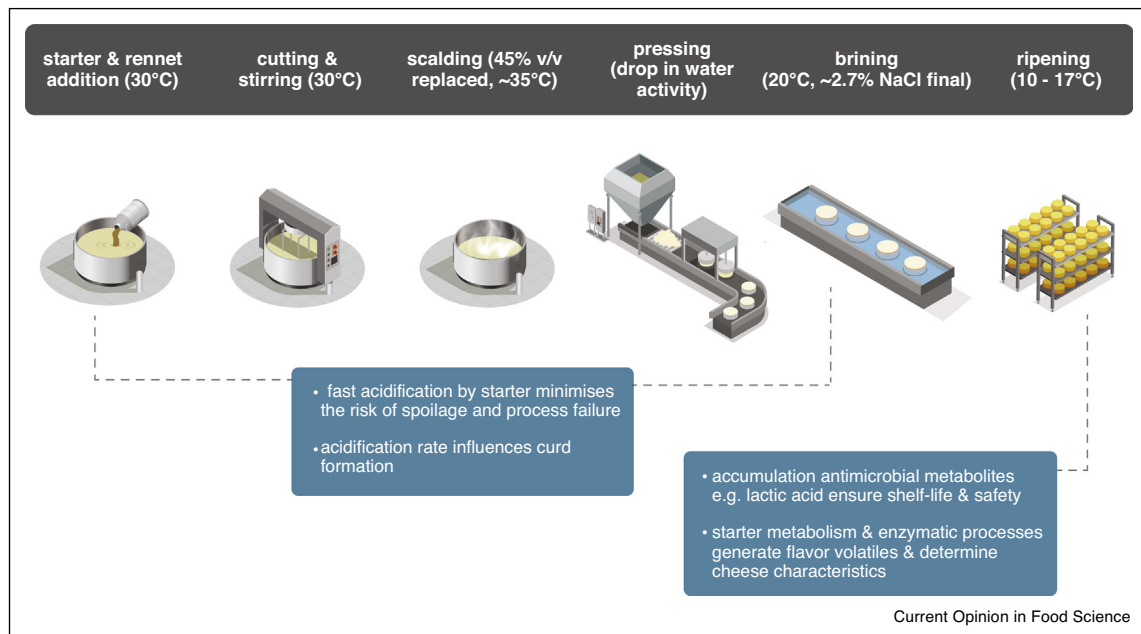 starter & rennet
addition (30°C)
cutting &
stirring (30°C)
scalding (45% v/v
replaced, ~35°C)
pressing
(drop in water
activity)
brining
(20°C, ~2.7% NaCl final)
ripening
(10 - 17°C)
• fast acidification by starter minimises
the risk of spoilage and process failure
• acidification rate influences curd
formation
• accumulation antimicrobial metabolites
e.g. lactic acid ensure shelf-life & safety
• starter metabolism & enzymatic processes
generate flavor volatiles & determine
cheese characteristics
Current Opinion in Food Science